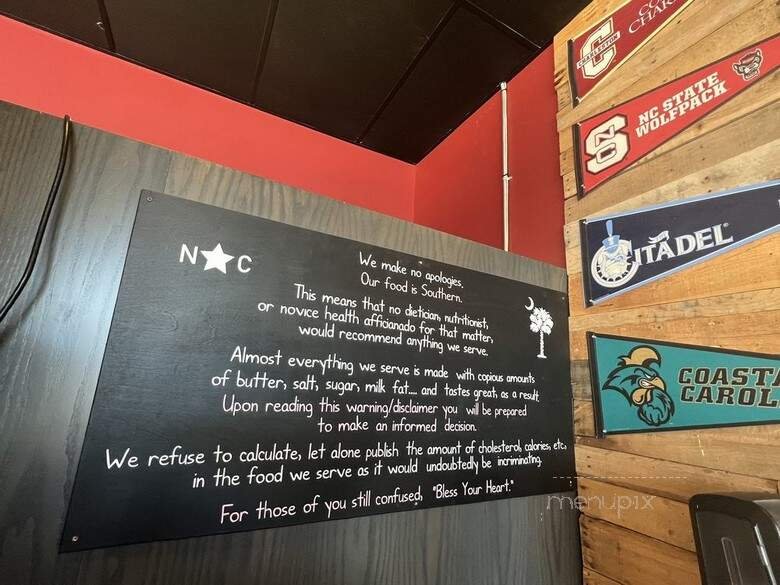 N C
We make no apologies.
Our food is Southern.
This means that no dietician, nutritionist,
or novice health afficianado for that matter,
would recommend anything we serve.
Almost everything we serve is made with copious amounts
of butter, salt, sugar, milk fat.... and tastes great, as a result.
Upon reading this warning/disclaimer you will be prepared
to make an informed decision.
We refuse to calculate, let alone publish the amount of cholesterol, calories, etc.,
in the food we serve as it would undoubtedly be incriminating.
For those of you still confused, "Bless Your Heart."
C
CHARLESTON
NC STATE
WOLFPACK
S
CITADEL
COASTA
CAROL
menupix